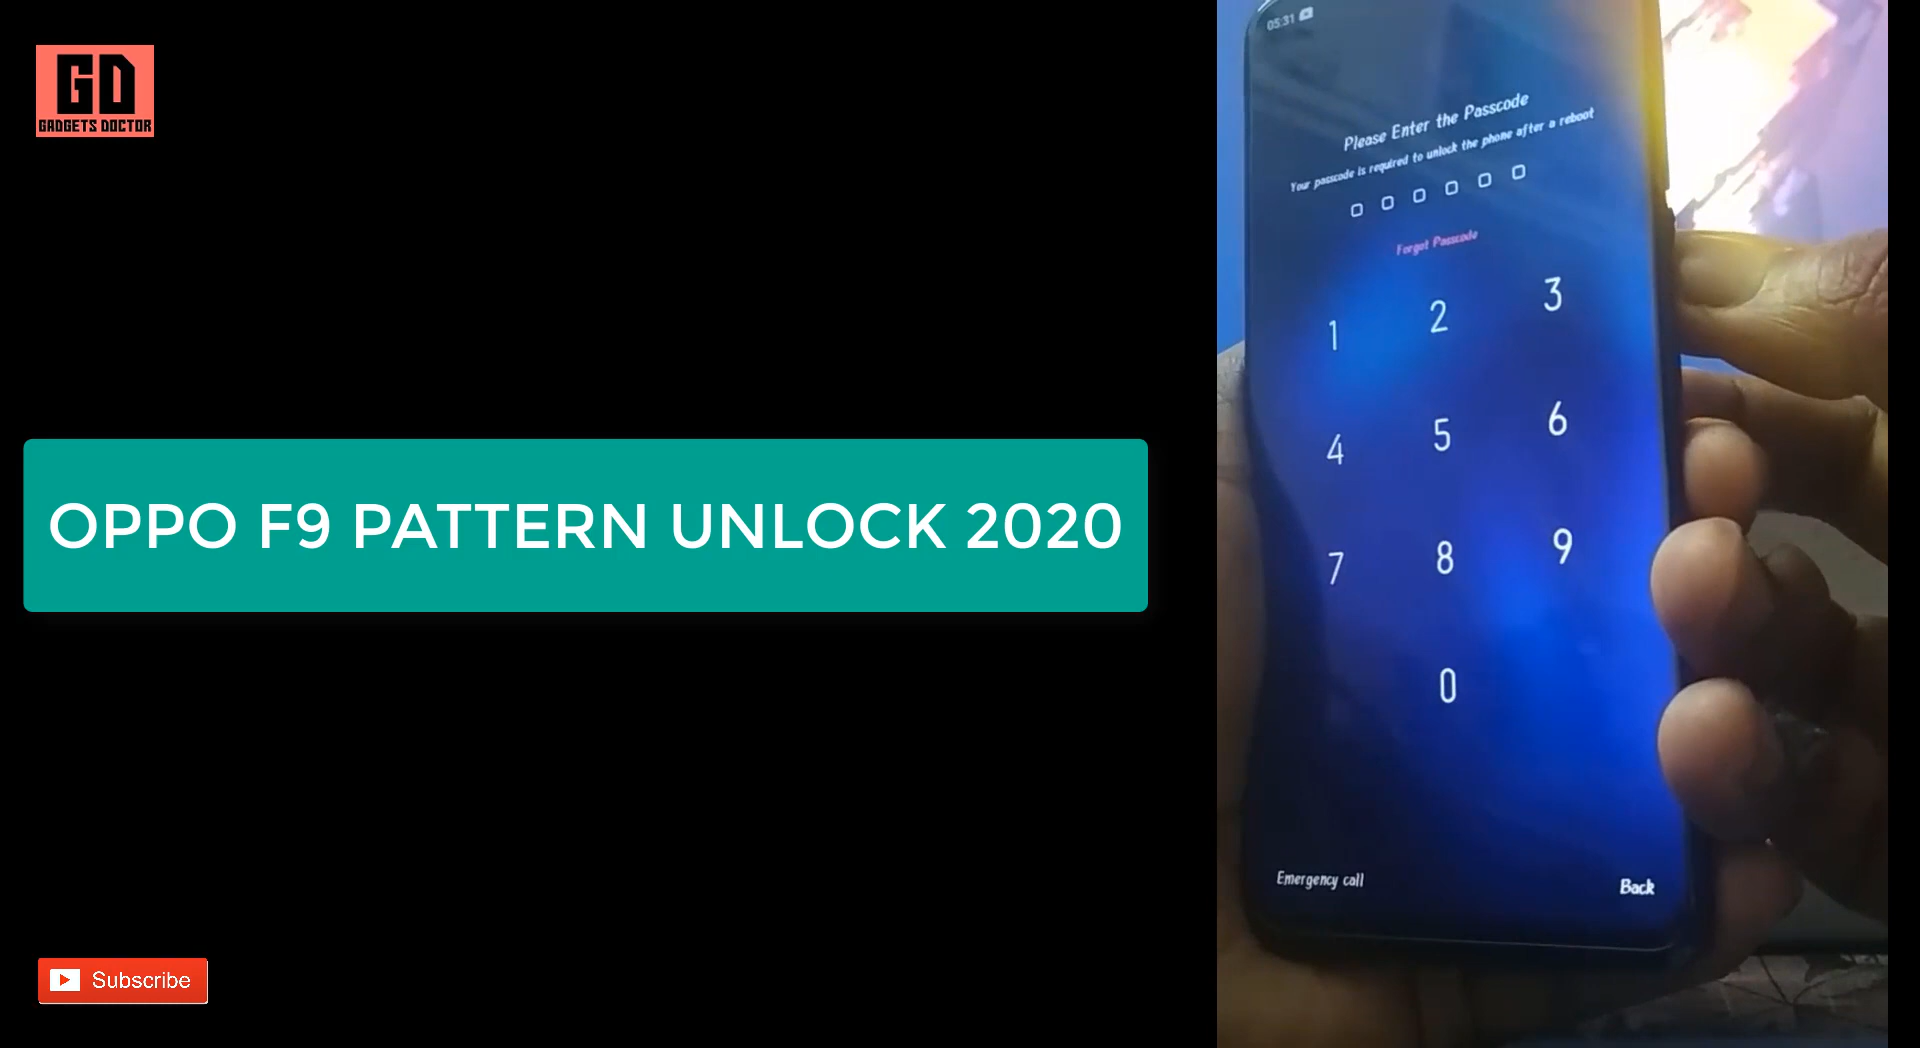 GD
GADGETS DOCTOR
OPPO F9 PATTERN UNLOCK 2020
Subscribe
05:31
Please Enter the Passcode
Your passcode is required to unlock the phone after a reboot
Forgot Passcode
1 2 3
4 5 6
7 8 9
0
Emergency call Back